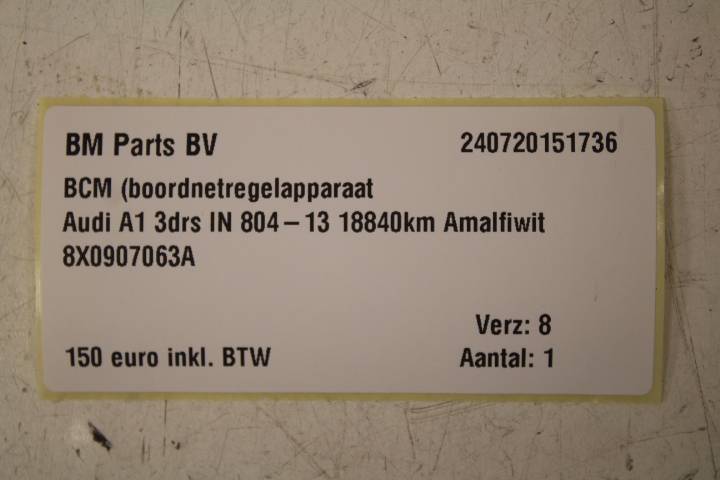 BM Parts BV 240720151736
BCM (boordnetregelapparaat
Audi A1 3drs IN 804-13 18840km Amalfiwit
8X0907063A
Verz: 8
150 euro inkl. BTW Aantal: 1